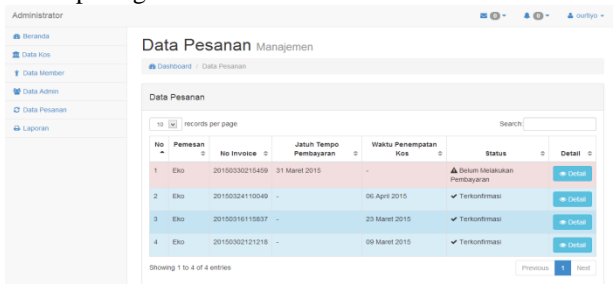 Administrator 0 0 ourtiyo
Beranda
Data Kos
Data Member
Data Admin
Data Pesanan
Laporan
Data Pesanan Manajemen
Dashboard / Data Pesanan
Data Pesanan
10 records per page Search:
No Pemesan No Invoice Jatuh Tempo Pembayaran Waktu Penempatan Kos Status Detail
1 Eko 20150330215459 31 Maret 2015 - Belum Melakukan Pembayaran Detail
2 Eko 20150324110049 - 06 April 2015 Terkonfirmasi Detail
3 Eko 20150316115837 - 23 Maret 2015 Terkonfirmasi Detail
4 Eko 20150302121218 - 09 Maret 2015 Terkonfirmasi Detail
Showing 1 to 4 of 4 entries Previous 1 Next